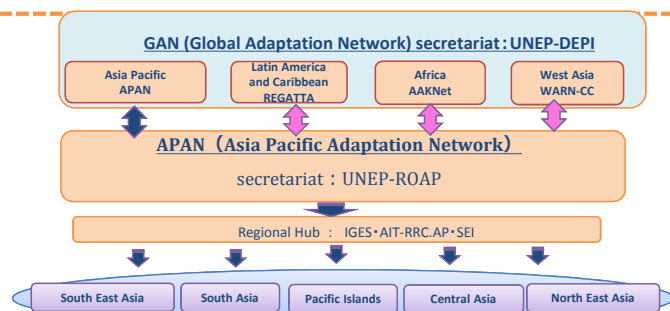 GAN (Global Adaptation Network) secretariat:UNEP-DEPI
Asia Pacific
APAN
Latin America
and Caribbean
REGATTA
Africa
AAKNet
West Asia
WARN-CC
APAN（Asia Pacific Adaptation Network）
secretariat：UNEP-ROAP
Regional Hub ： IGES・AIT-RRC.AP・SEI
South East Asia
South Asia
Pacific Islands
Central Asia
North East Asia